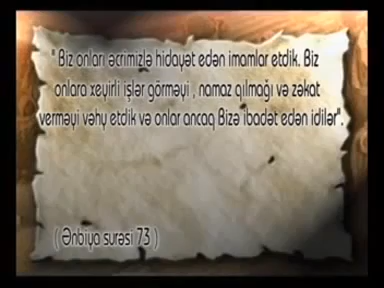 " Biz onları əcrimizlə hidayət edən imamlar etdik. Biz
onlara xeyirli işlər görməyi , namaz qılmağı və zəkat
verməyi vəhy etdik və onlar ancaq Bizə ibadət edən idilər".
( Ənbiya surəsi 73 )